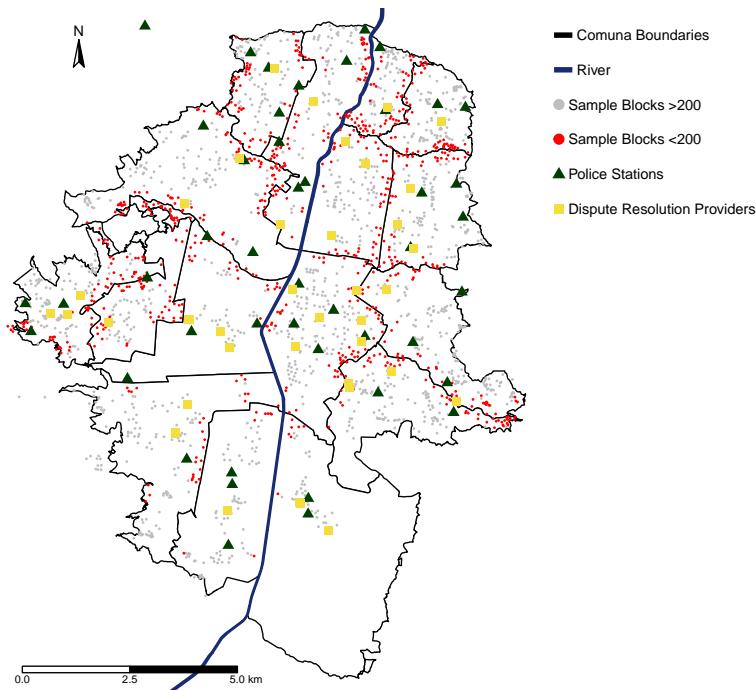 N
Comuna Boundaries
River
Sample Blocks >200
Sample Blocks <200
Police Stations
Dispute Resolution Providers
0.0 2.5 5.0 km